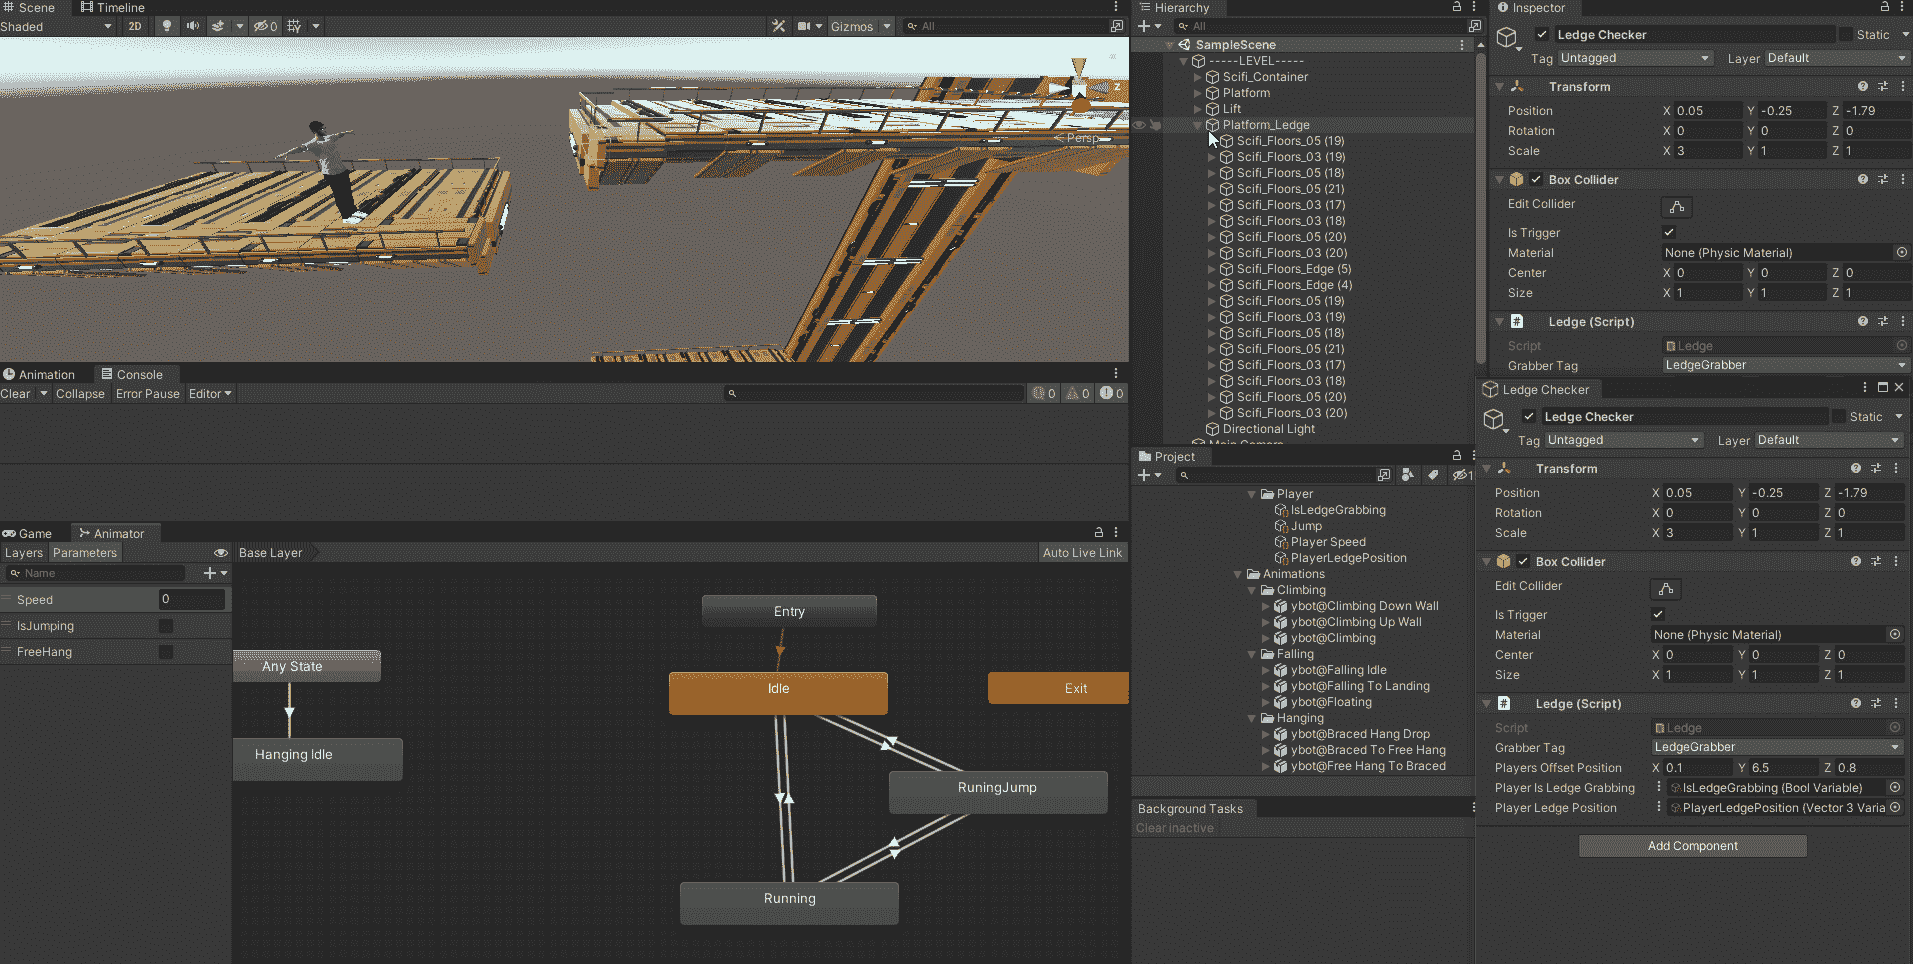 Scene
Timeline
Shaded
2D
0
Gizmos
All
z
< Persp
Animation
Console
Clear
Collapse
Error Pause
Editor
0
0
0
Game
Animator
Layers
Parameters
Base Layer
Auto Live Link
Name
Speed
0
IsJumping
FreeHang
Entry
Any State
Idle
Exit
Hanging Idle
RuningJump
Running
Hierarchy
All
SampleScene
-----LEVEL-----
Scifi_Container
Platform
Lift
Platform_Ledge
Scifi_Floors_05 (19)
Scifi_Floors_03 (19)
Scifi_Floors_05 (18)
Scifi_Floors_05 (21)
Scifi_Floors_03 (17)
Scifi_Floors_03 (18)
Scifi_Floors_05 (20)
Scifi_Floors_03 (20)
Scifi_Floors_Edge (5)
Scifi_Floors_Edge (4)
Scifi_Floors_05 (19)
Scifi_Floors_03 (19)
Scifi_Floors_05 (18)
Scifi_Floors_05 (21)
Scifi_Floors_03 (17)
Scifi_Floors_03 (18)
Scifi_Floors_05 (20)
Scifi_Floors_03 (20)
Directional Light
Main Camera
Project
1
Player
IsLedgeGrabbing
Jump
Player Speed
PlayerLedgePosition
Animations
Climbing
ybot@Climbing Down Wall
ybot@Climbing Up Wall
ybot@Climbing
Falling
ybot@Falling Idle
ybot@Falling To Landing
ybot@Floating
Hanging
ybot@Braced Hang Drop
ybot@Braced To Free Hang
ybot@Free Hang To Braced
Background Tasks
Clear inactive
Inspector
Ledge Checker
Static
Tag Untagged Layer Default
Transform
Position X 0.05 Y -0.25 Z -1.79
Rotation X 0 Y 0 Z 0
Scale X 3 Y 1 Z 1
Box Collider
Edit Collider
Is Trigger
Material None (Physic Material)
Center X 0 Y 0 Z 0
Size X 1 Y 1 Z 1
Ledge (Script)
Script Ledge
Grabber Tag LedgeGrabber
Ledge Checker
Ledge Checker Static
Tag Untagged Layer Default
Transform
Position X 0.05 Y -0.25 Z -1.79
Rotation X 0 Y 0 Z 0
Scale X 3 Y 1 Z 1
Box Collider
Edit Collider
Is Trigger
Material None (Physic Material)
Center X 0 Y 0 Z 0
Size X 1 Y 1 Z 1
Ledge (Script)
Script Ledge
Grabber Tag LedgeGrabber
Players Offset Position X 0.1 Y 6.5 Z 0.8
Player Is Ledge Grabbing IsLedgeGrabbing (Bool Variable)
Player Ledge Position PlayerLedgePosition (Vector 3 Varia
Add Component